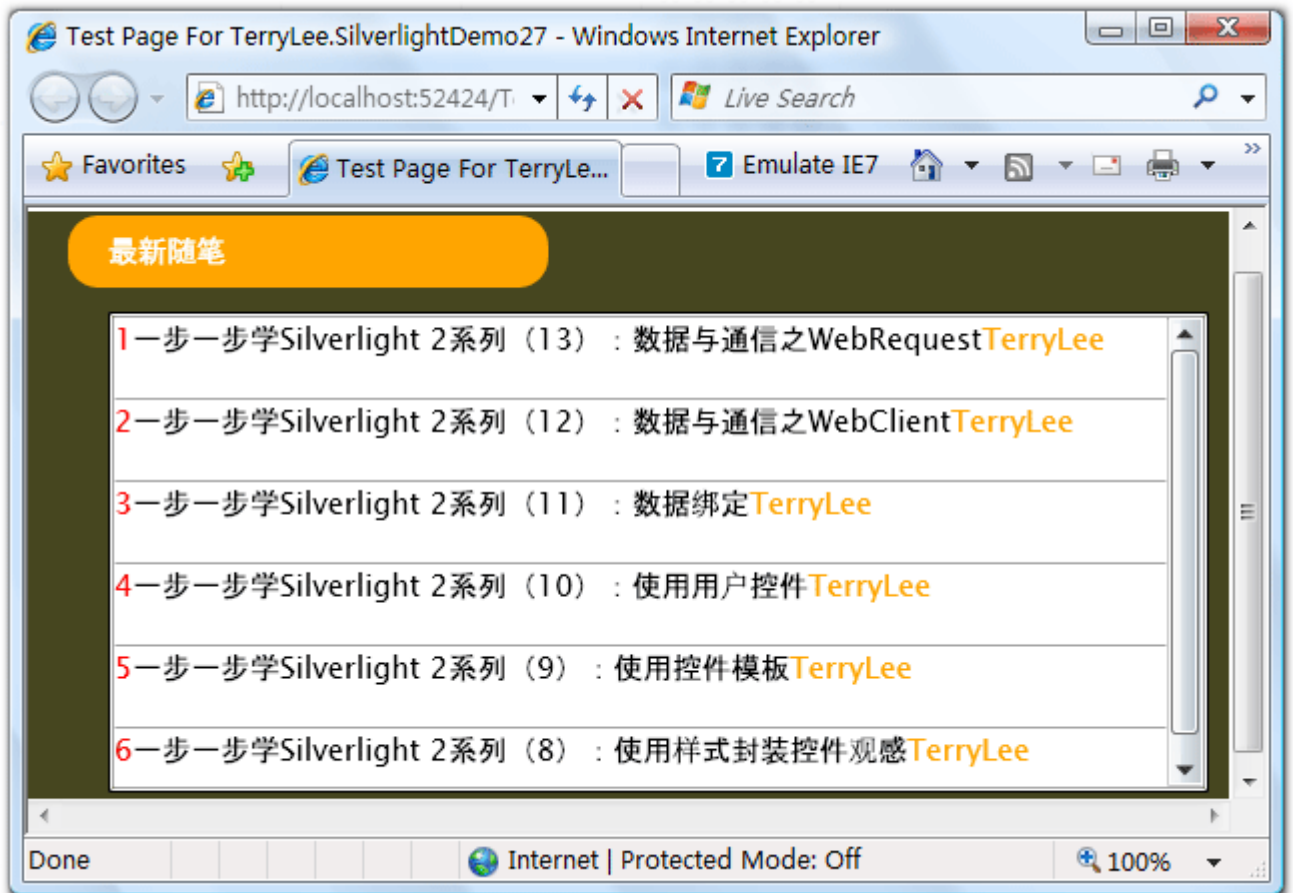 Test Page For TerryLee.SilverlightDemo27 - Windows Internet Explorer
http://localhost:52424/T
Live Search
Favorites
Test Page For TerryLe...
7 Emulate IE7
最新随笔
1一步一步学Silverlight 2系列（13）：数据与通信之WebRequestTerryLee
2一步一步学Silverlight 2系列（12）：数据与通信之WebClientTerryLee
3一步一步学Silverlight 2系列（11）：数据绑定TerryLee
4一步一步学Silverlight 2系列（10）：使用用户控件TerryLee
5一步一步学Silverlight 2系列（9）：使用控件模板TerryLee
6一步一步学Silverlight 2系列（8）：使用样式封装控件观感TerryLee
Done
Internet | Protected Mode: Off
100%